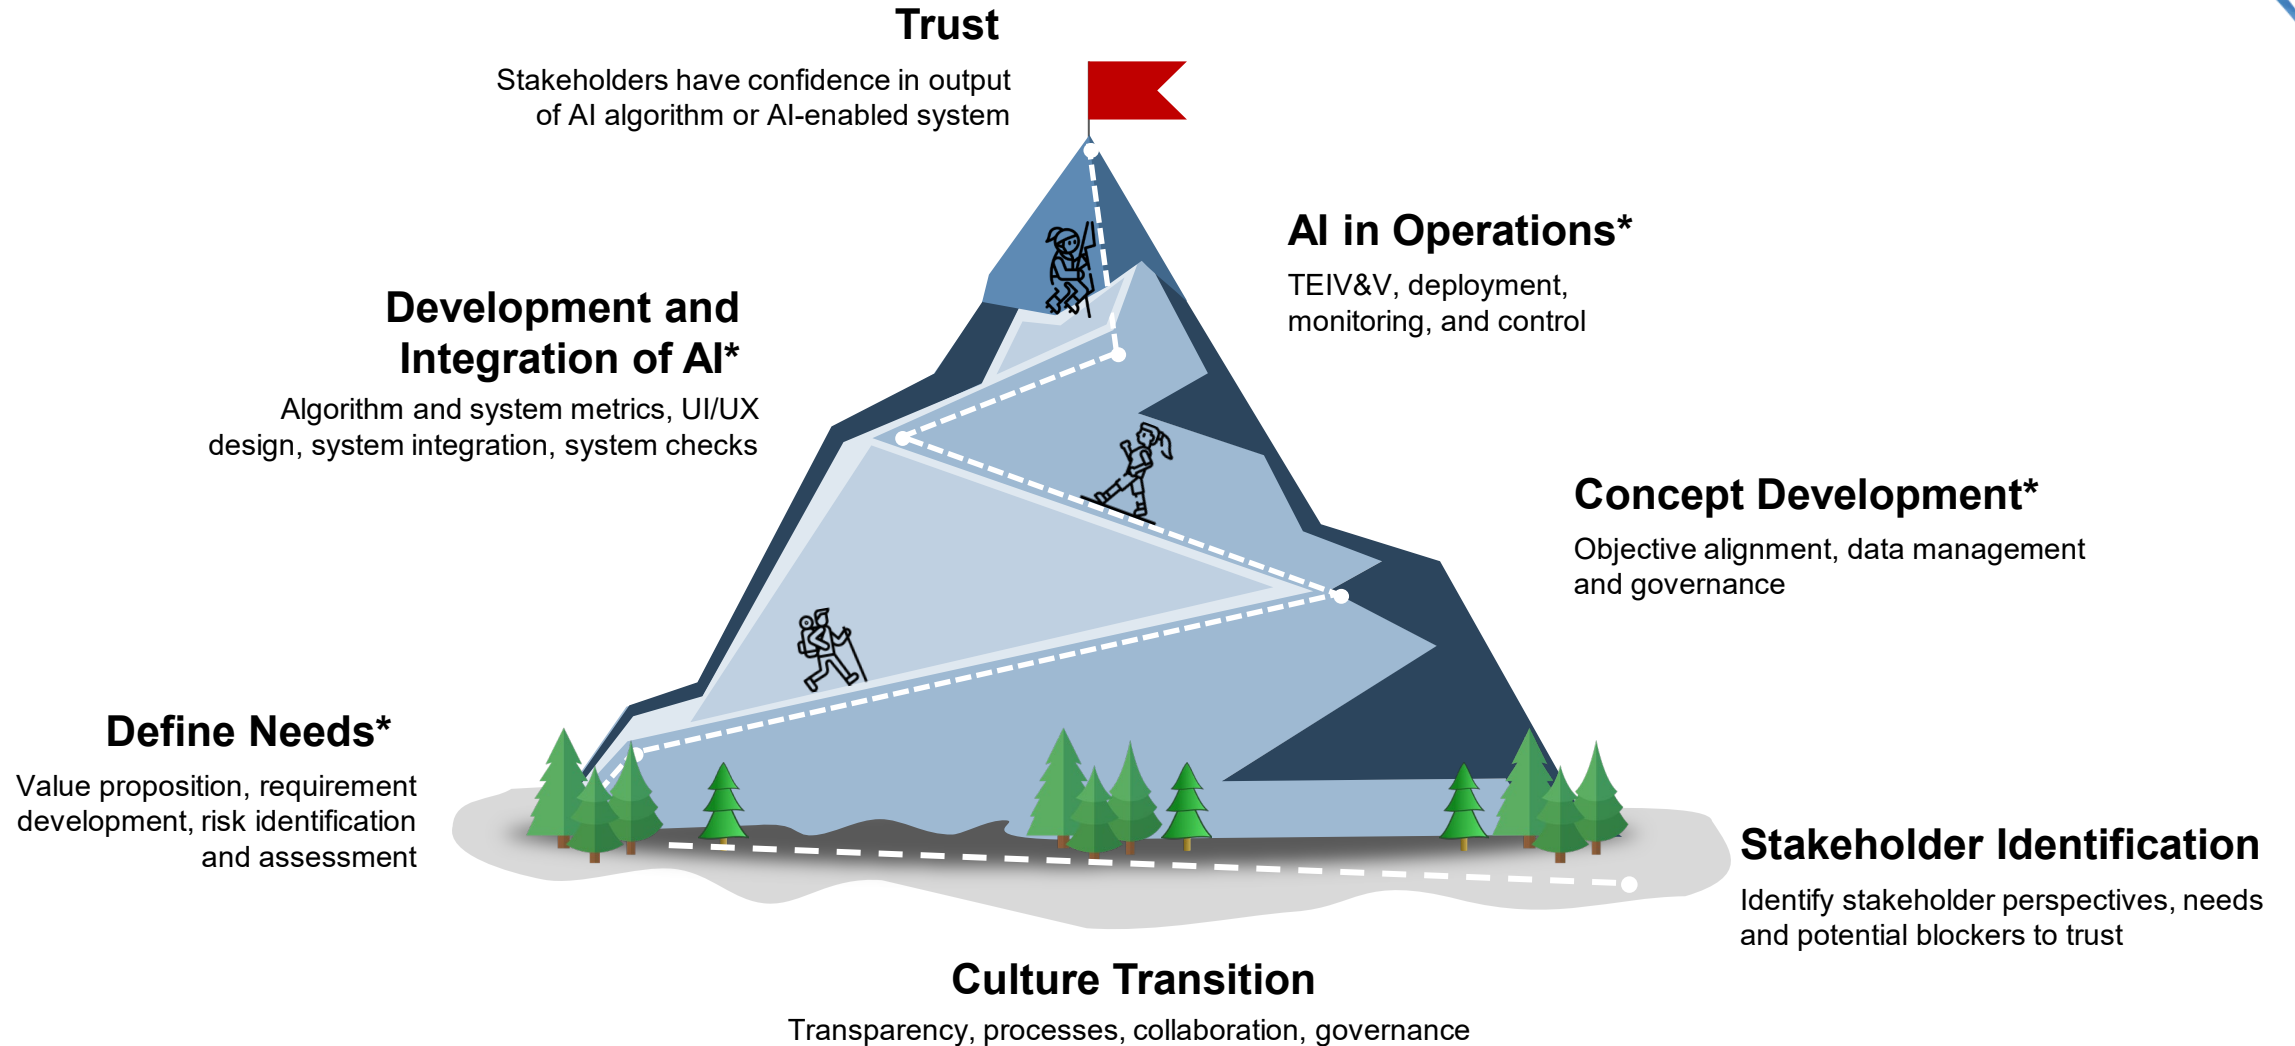 Trust
Stakeholders have confidence in output
of AI algorithm or AI-enabled system
AI in Operations*
TEIV&V, deployment,
monitoring, and control
Development and
Integration of AI*
Algorithm and system metrics, UI/UX
design, system integration, system checks
Concept Development*
Objective alignment, data management
and governance
Define Needs*
Value proposition, requirement
development, risk identification
and assessment
Stakeholder Identification
Identify stakeholder perspectives, needs
and potential blockers to trust
Culture Transition
Transparency, processes, collaboration, governance